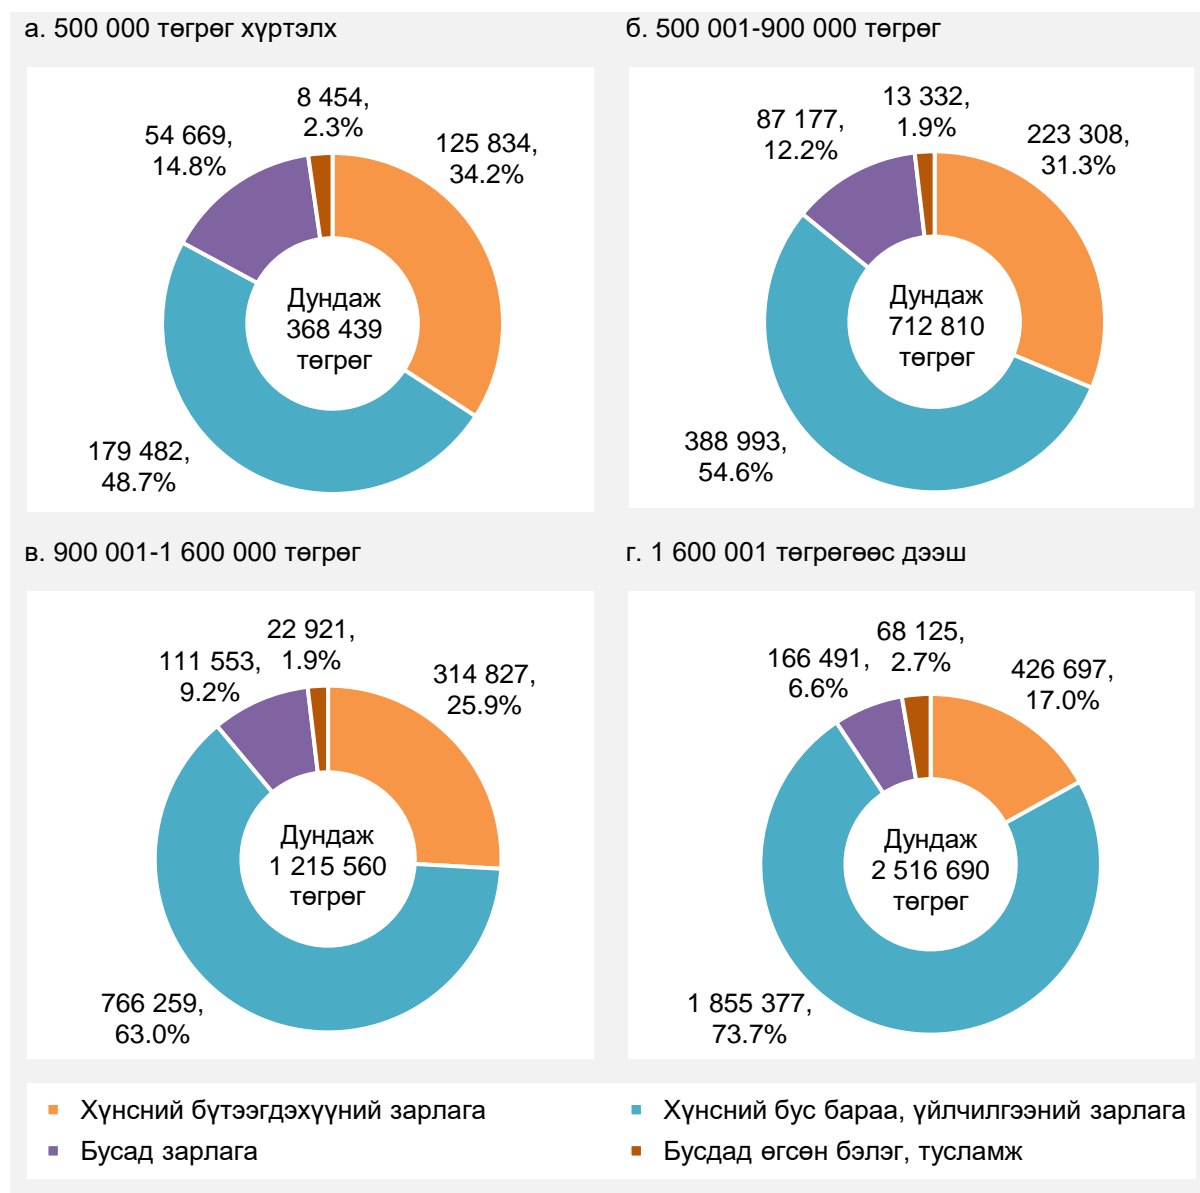 а. 500 000 төгрөг хүртэлх
8 454,
2.3%
54 669,
14.8%
125 834,
34.2%
Дундаж
368 439
төгрөг
179 482,
48.7%
б. 500 001-900 000 төгрөг
13 332,
1.9%
87 177,
12.2%
223 308,
31.3%
Дундаж
712 810
төгрөг
388 993,
54.6%
в. 900 001-1 600 000 төгрөг
22 921,
1.9%
111 553,
9.2%
314 827,
25.9%
Дундаж
1 215 560
төгрөг
766 259,
63.0%
г. 1 600 001 төгрөгөөс дээш
68 125,
2.7%
166 491,
6.6%
426 697,
17.0%
Дундаж
2 516 690
төгрөг
1 855 377,
73.7%
Хүнсний бүтээгдэхүүний зарлага
Хүнсний бус бараа, үйлчилгээний зарлага
Бусад зарлага
Бусдад өгсөн бэлэг, тусламж